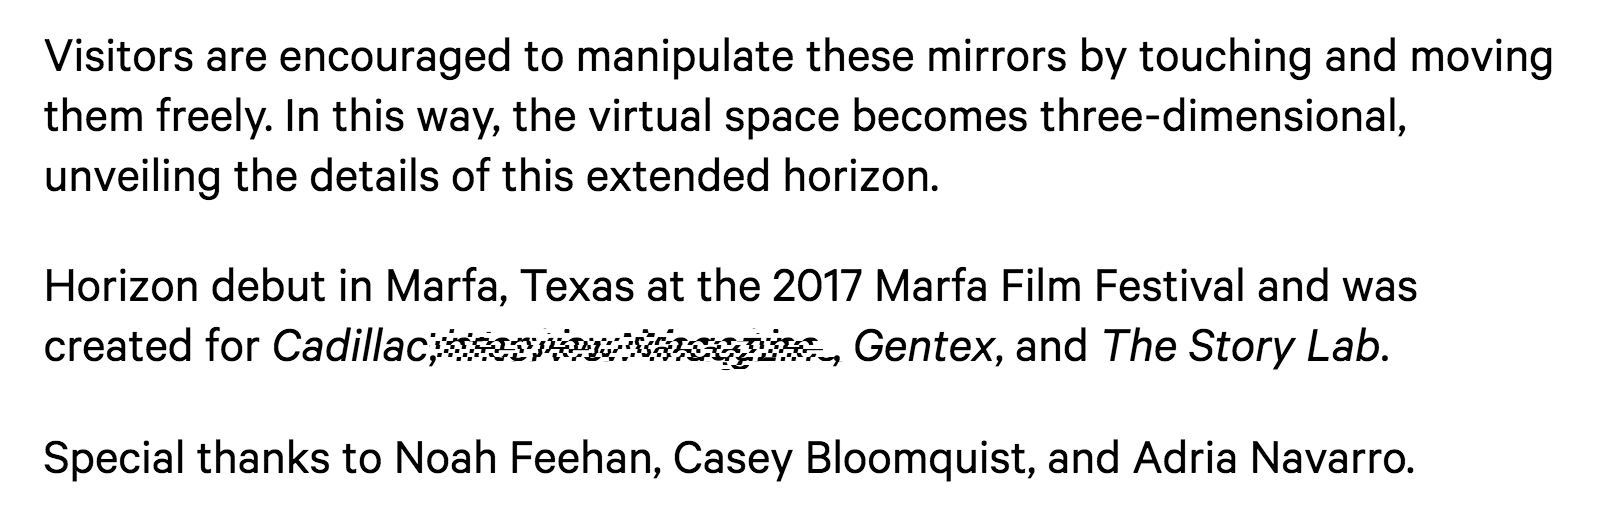 Visitors are encouraged to manipulate these mirrors by touching and moving
them freely. In this way, the virtual space becomes three-dimensional,
unveiling the details of this extended horizon.
Horizon debut in Marfa, Texas at the 2017 Marfa Film Festival and was
created for Cadillac, , Gentex, and The Story Lab.
Special thanks to Noah Feehan, Casey Bloomquist, and Adria Navarro.